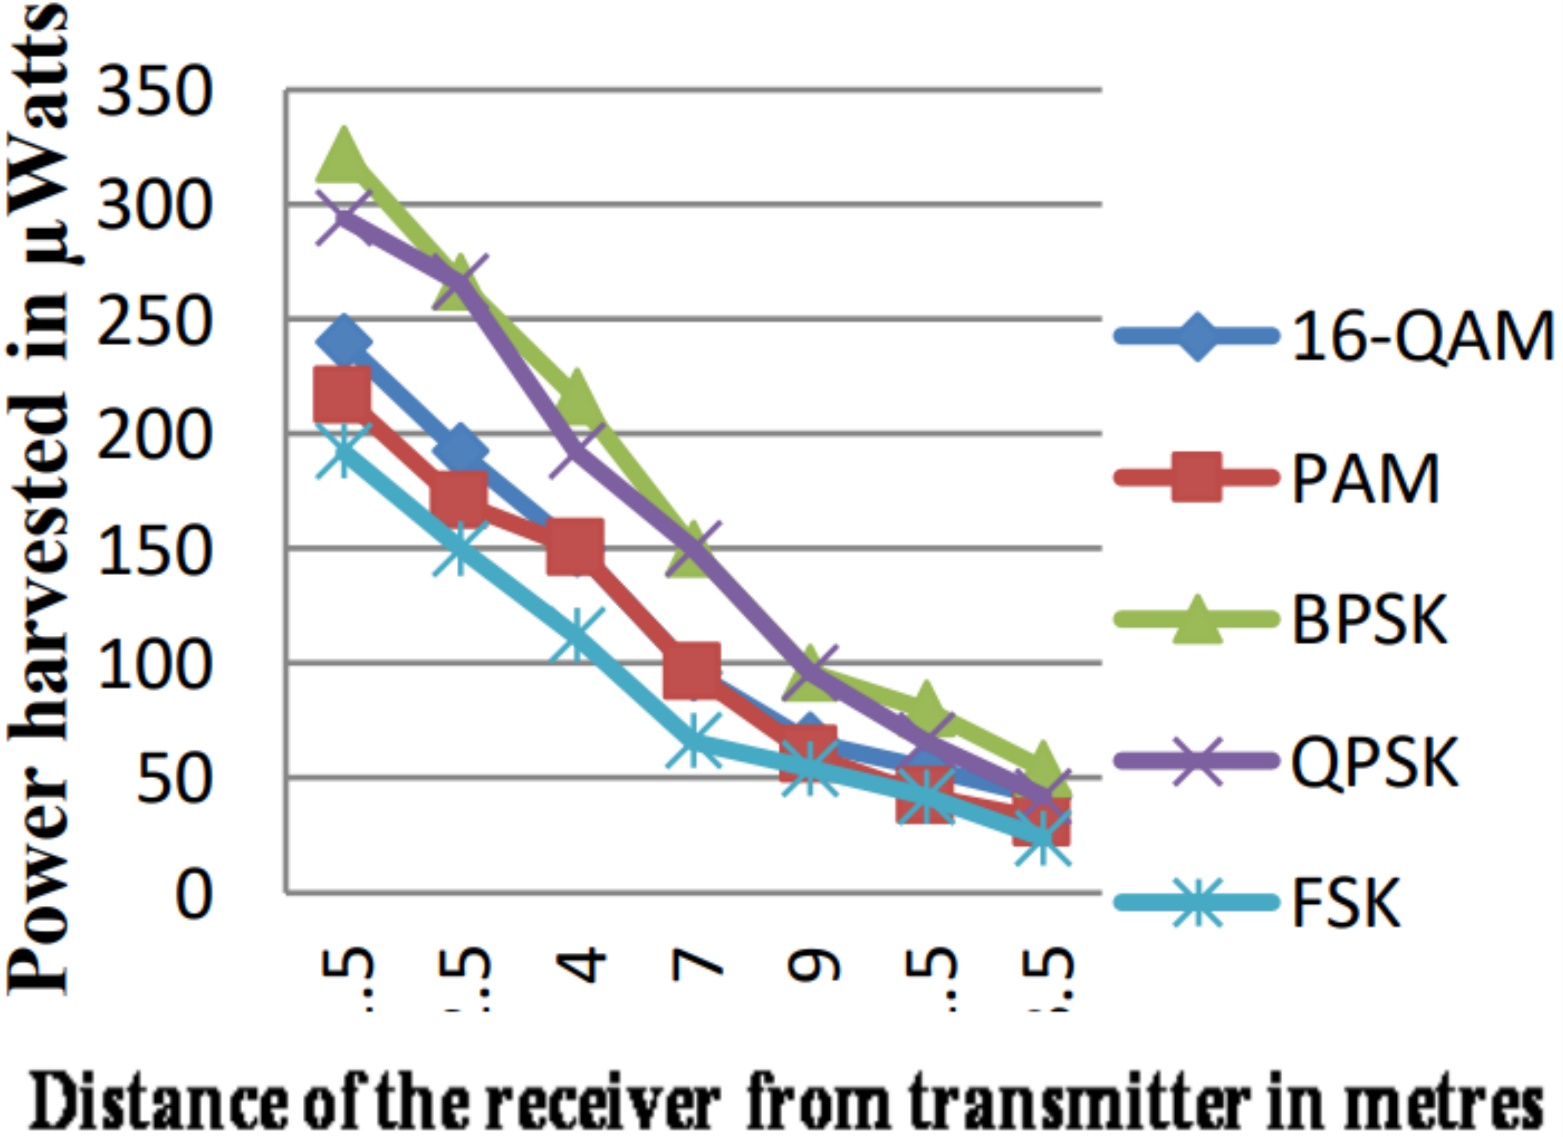 Power harvested in µ Watts
350
300
250
200
150
100
50
0
.5
.5
4
7
9
.5
.5
16-QAM
PAM
BPSK
QPSK
FSK
Distance of the receiver from transmitter in metres